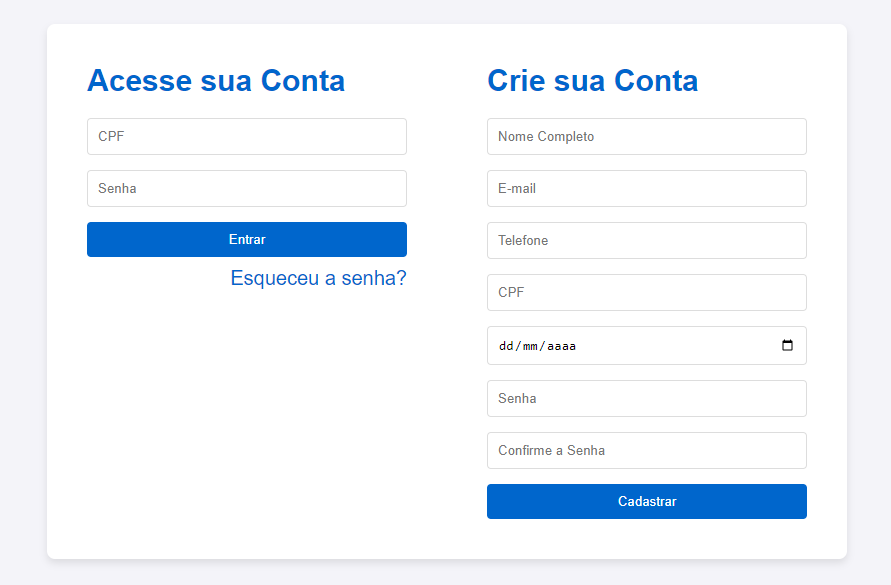 Acesse sua Conta
CPF
Senha
Entrar
Esqueceu a senha?
Crie sua Conta
Nome Completo
E-mail
Telefone
CPF
dd/mm/aaaa
Senha
Confirme a Senha
Cadastrar